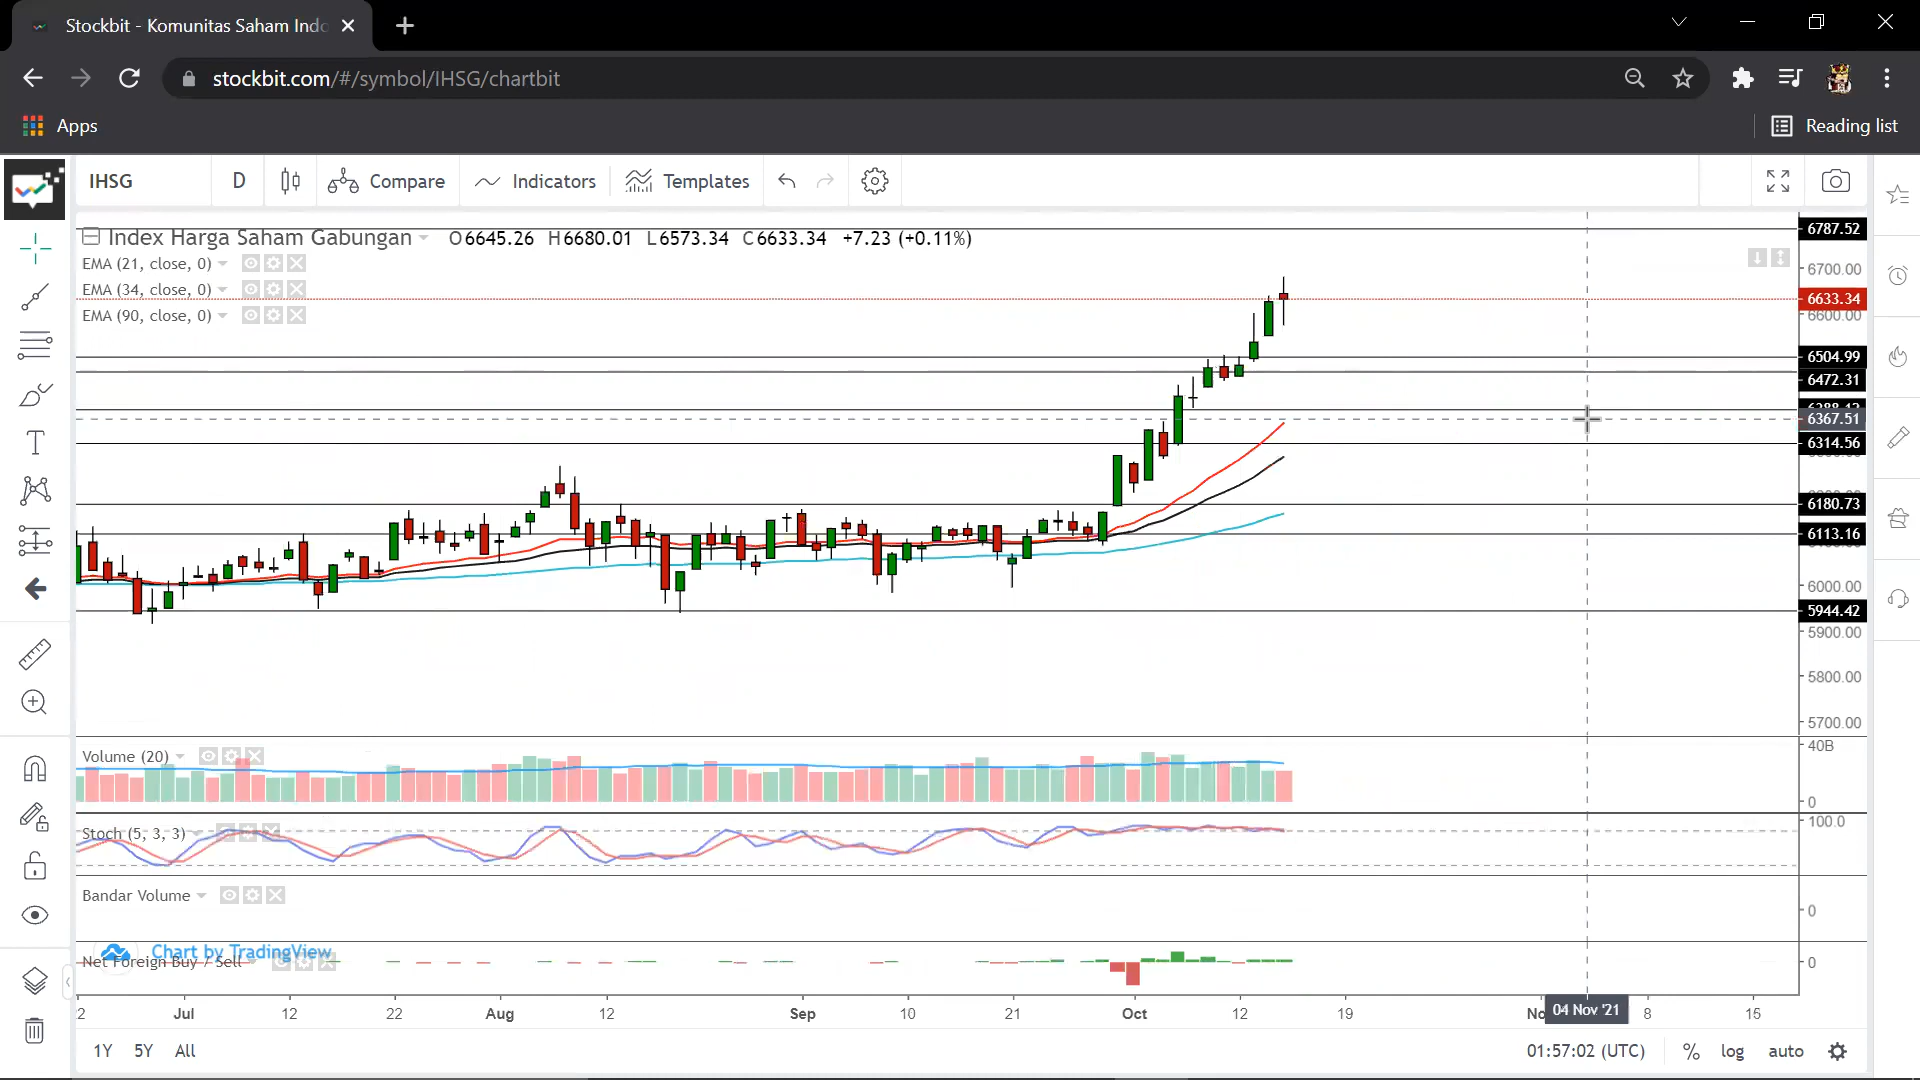 Stockbit - Komunitas Saham Indo
stockbit.com/#/symbol/IHSG/chartbit
Apps
Reading list
IHSG D Compare Indicators Templates
Index Harga Saham Gabungan O6645.26 H6680.01 L6573.34 C6633.34 +7.23 (+0.11%)
EMA (21, close, 0)
EMA (34, close, 0)
EMA (90, close, 0)
6787.52
6700.00
6633.34
6600.00
6504.99
6472.31
6367.51
6314.56
6180.73
6113.16
6000.00
5944.42
5900.00
5800.00
5700.00
Volume (20)
40B
0
Stoch (5, 3, 3)
100.0
Bandar Volume
0
Chart by TradingView
Net Foreign Buy / Sell
0
2 Jul 12 22 Aug 12 Sep 10 21 Oct 12 19 No 04 Nov '21 8 15
1Y 5Y All 01:57:02 (UTC) % log auto